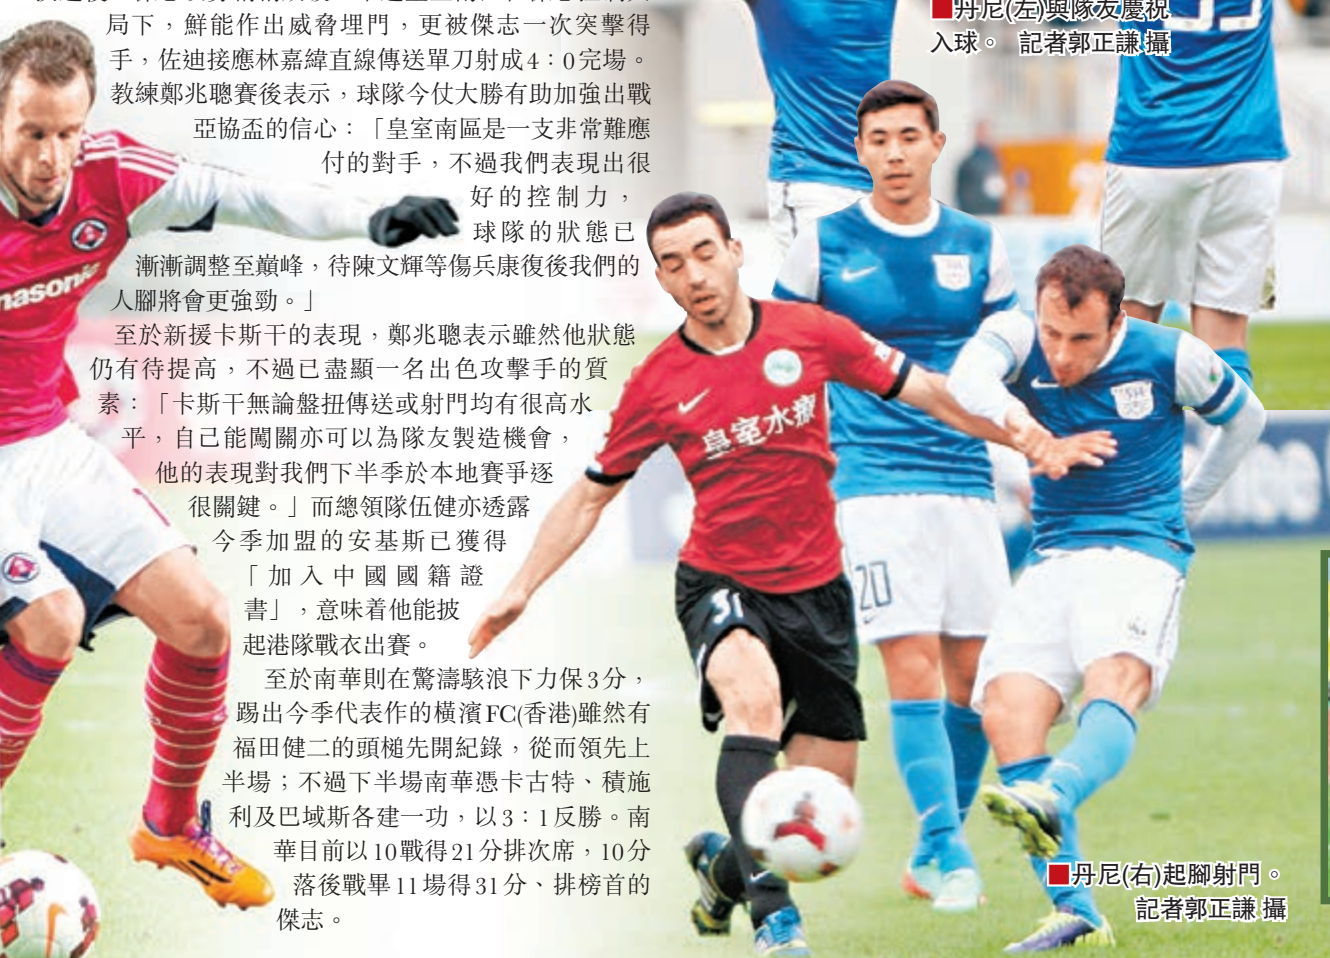 局下，鮮能作出威脅埋門，更被傑志一次突擊得
手，佐迪接應林嘉緯直線傳送單刀射成4：0完場。
教練鄭兆聰賽後表示，球隊今仗大勝有助加強出戰
亞協盃的信心：「皇室南區是一支非常難應
付的對手，不過我們表現出很
好的控制力，
球隊的狀態已
漸漸調整至巔峰，待陳文輝等傷兵康復後我們的
人腳將會更強勁。」
至於新援卡斯干的表現，鄭兆聰表示雖然他狀態
仍有待提高，不過已盡顯一名出色攻擊手的質
素：「卡斯干無論盤扭傳送或射門均有很高水
平，自己能闖關亦可以為隊友製造機會，
他的表現對我們下半季於本地賽爭逐
很關鍵。」而總領隊伍健亦透露
今季加盟的安基斯已獲得
「加入中國國籍證
書」，意味着他能披
起港隊戰衣出賽。
至於南華則在驚濤駭浪下力保3分，
踢出今季代表作的橫濱FC(香港)雖然有
福田健二的頭槌先開紀錄，從而領先上
半場；不過下半場南華憑卡古特、積施
利及巴域斯各建一功，以3：1反勝。南
華目前以10戰得21分排次席，10分
落後戰畢11場得31分、排榜首的
傑志。
■丹尼(左)與隊友慶祝
入球。 記者郭正謙 攝
nasonic
皇室水療
31
20
■丹尼(右)起腳射門。
記者郭正謙 攝